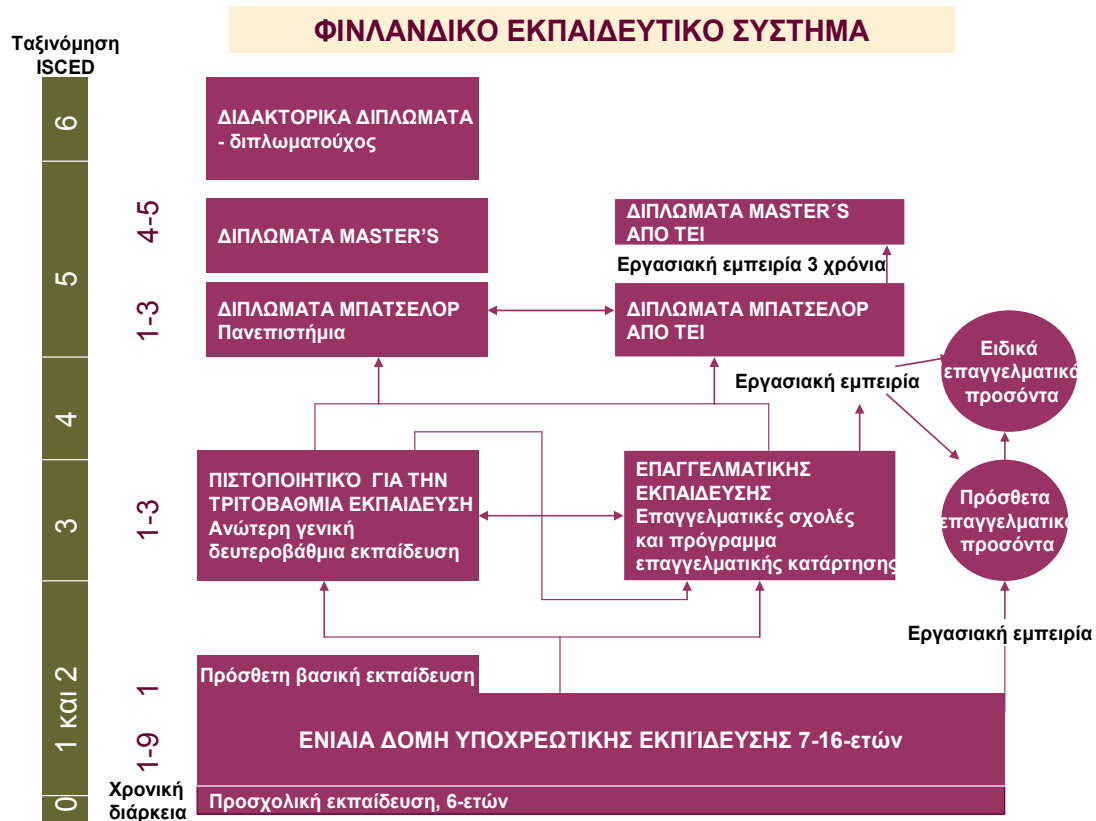 ΦΙΝΛΑΝΔΙΚΟ ΕΚΠΑΙΔΕΥΤΙΚΟ ΣΥΣΤΗΜΑ
Ταξινόμηση
ISCED
6
ΔΙΔΑΚΤΟΡΙΚΑ ΔΙΠΛΩΜΑΤΑ
- διπλωματούχος
5
4-5
ΔΙΠΛΩΜΑΤΑ MASTER’S
ΔΙΠΛΩΜΑΤΑ MASTER´S
ΑΠΟ ΤΕΙ
Εργασιακή εμπειρία 3 χρόνια
1-3
ΔΙΠΛΩΜΑΤΑ ΜΠΑΤΣΕΛΟΡ
Πανεπιστήμια
ΔΙΠΛΩΜΑΤΑ ΜΠΑΤΣΕΛΟΡ
ΑΠΟ ΤΕΙ
Ειδικά
επαγγελματικά
προσόντα
Εργασιακή εμπειρία
4
3
1-3
ΠΙΣΤΟΠΟΙΗΤΙΚΌ ΓΙΑ ΤΗΝ
ΤΡΙΤΟΒΑΘΜΙΑ ΕΚΠΑΙΔΕΥΣΗ
Ανώτερη γενική
δευτεροβάθμια εκπαίδευση
ΕΠΑΓΓΕΛΜΑΤΙΚΗΣ
ΕΚΠΑΙΔΕΥΣΗΣ
Επαγγελματικές σχολές
και πρόγραμμα
επαγγελματικής κατάρτησης
Πρόσθετα
επαγγελματικά
προσόντα
Εργασιακή εμπειρία
1 και 2
1
Πρόσθετη βασική εκπαίδευση
1-9
ΕΝΙΑΙΑ ΔΟΜΗ ΥΠΟΧΡΕΩΤΙΚΗΣ ΕΚΠΙΊΔΕΥΣΗΣ 7-16-ετών
0
Χρονική
διάρκεια
Προσχολική εκπαίδευση, 6-ετών